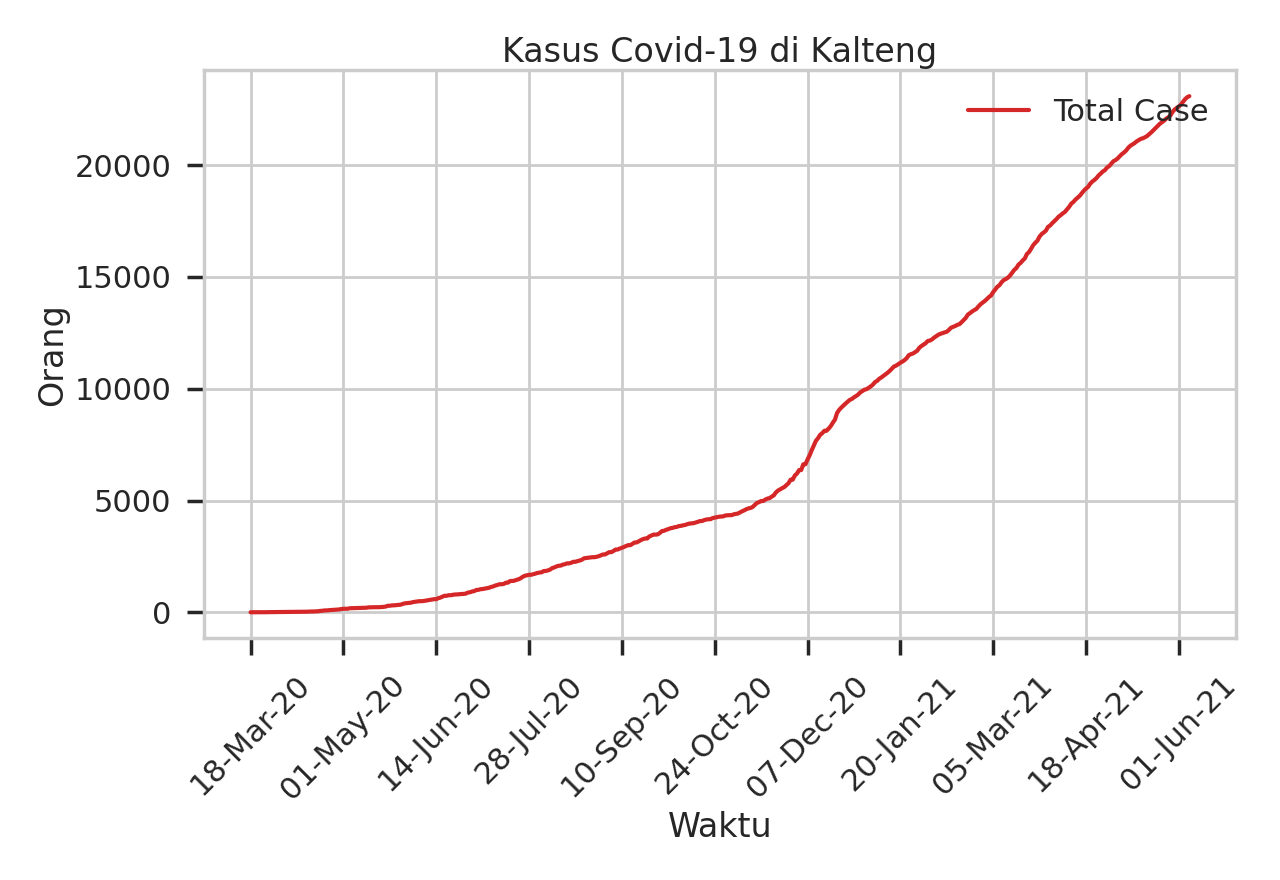 Kasus Covid-19 di Kalteng
Total Case
Orang
20000
15000
10000
5000
0
18-Mar-20
01-May-20
14-Jun-20
28-Jul-20
10-Sep-20
24-Oct-20
07-Dec-20
20-Jan-21
05-Mar-21
18-Apr-21
01-Jun-21
Waktu